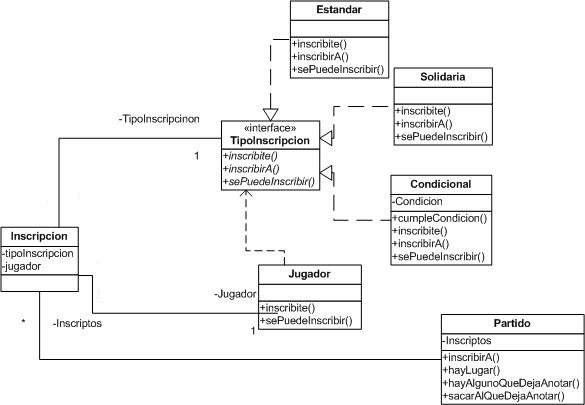 Estandar
+inscribite()
+inscribirA()
+sePuedeInscribir()
Solidaria
+inscribite()
+inscribirA()
+sePuedeInscribir()
-TipoInscripcinon
1
«interface»
TipoInscripcion
+inscribite()
+inscribirA()
+sePuedeInscribir()
Condicional
-Condicion
+cumpleCondicion()
+inscribite()
+inscribirA()
+sePuedeInscribir()
Inscripcion
-tipoInscripcion
-jugador
Jugador
+inscribite()
+sePuedeInscribir()
-Jugador
1
*
-Inscriptos
Partido
-Inscriptos
+inscribirA()
+hayLugar()
+hayAlgunoQueDejaAnotar()
+sacarAlQueDejaAnotar()